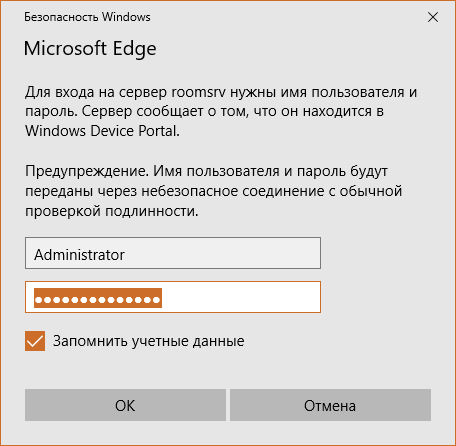 Безопасность Windows
Microsoft Edge
Для входа на сервер roomsrv нужны имя пользователя и
пароль. Сервер сообщает о том, что он находится в
Windows Device Portal.
Предупреждение. Имя пользователя и пароль будут
переданы через небезопасное соединение с обычной
проверкой подлинности.
Administrator
●●●●●●●●●●●●●●
Запомнить учетные данные
OK
Отмена